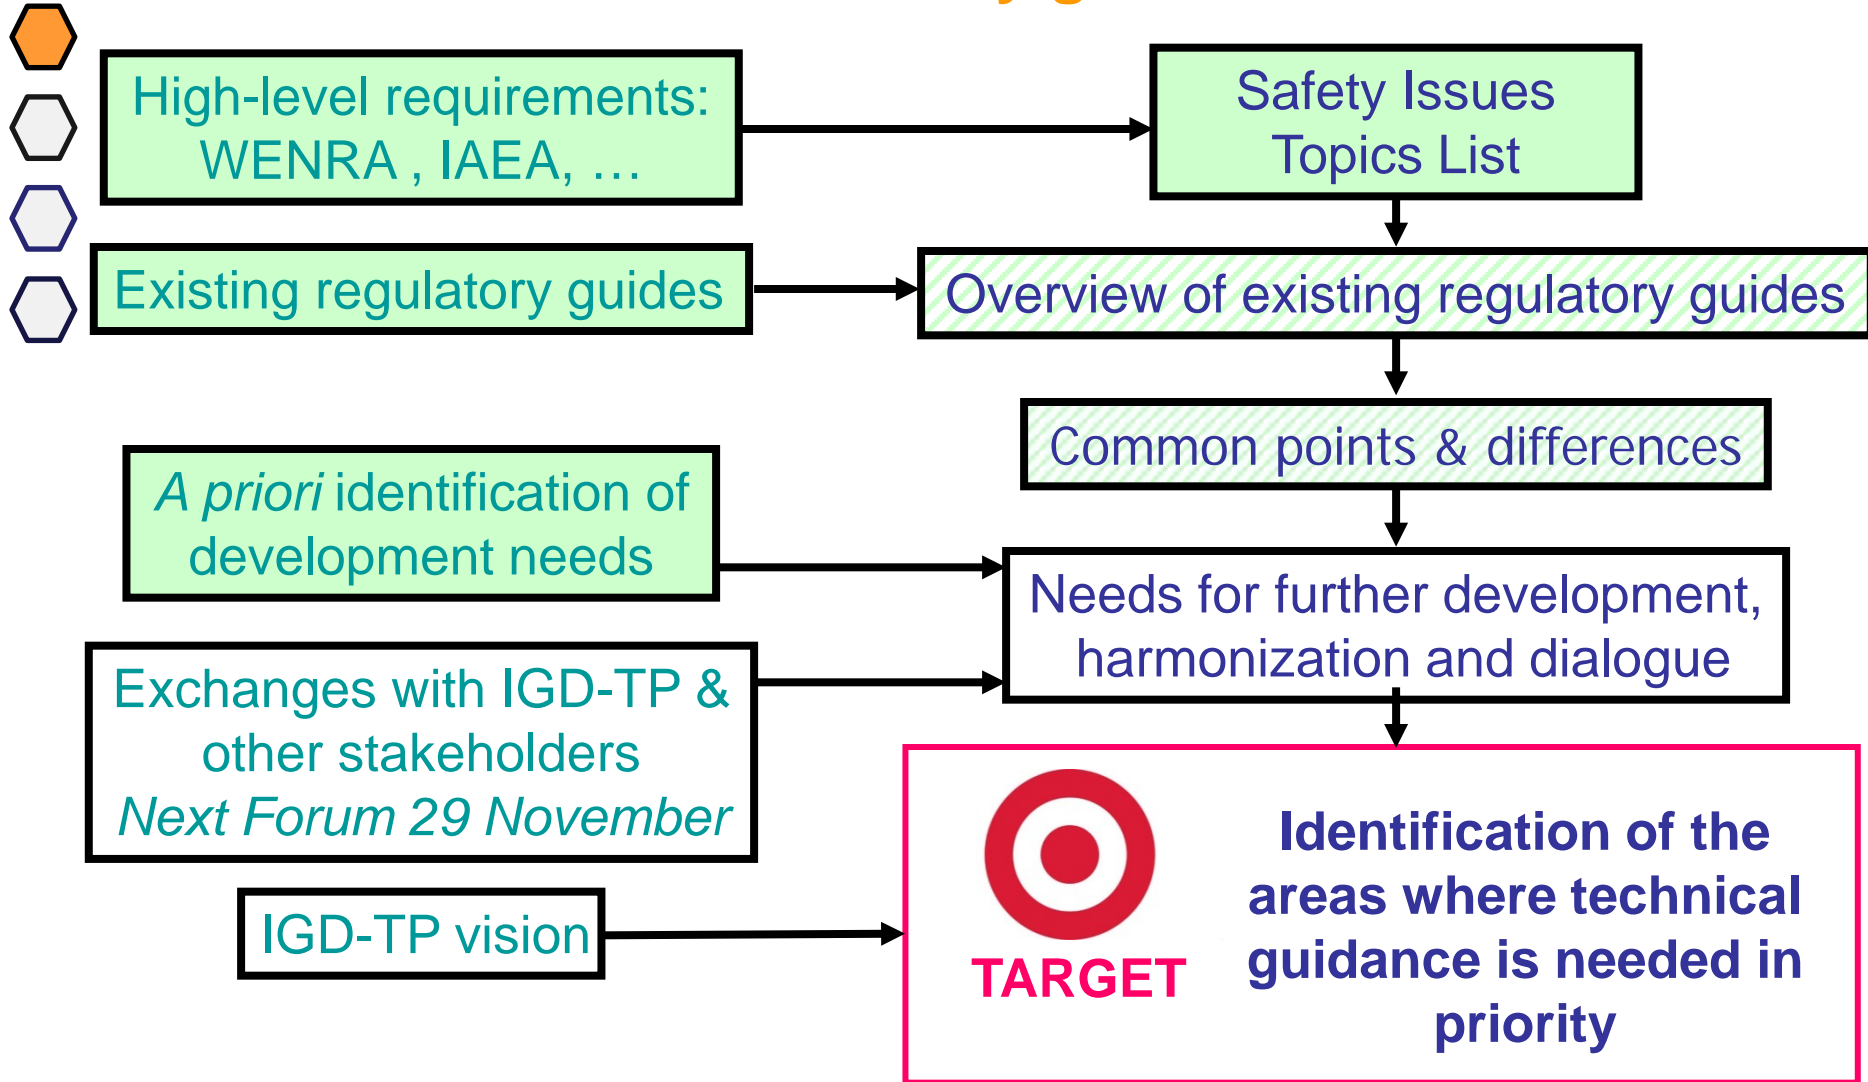 High-level requirements:
WENRA , IAEA, …
Safety Issues
Topics List
Existing regulatory guides
Overview of existing regulatory guides
Common points & differences
A priori identification of
development needs
Needs for further development,
harmonization and dialogue
Exchanges with IGD-TP &
other stakeholders
Next Forum 29 November
IGD-TP vision
TARGET
Identification of the
areas where technical
guidance is needed in
priority